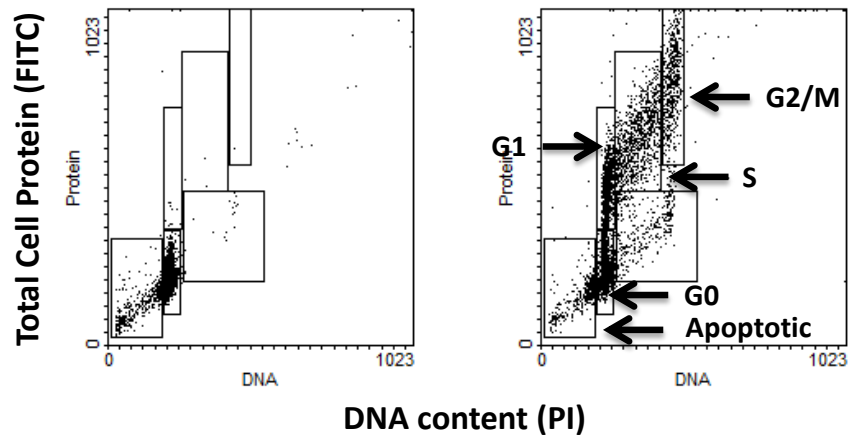 Total Cell Protein (FITC)
1023
Protein
0
0
1023
DNA
1023
Protein
0
0
1023
DNA
G1
G2/M
S
G0
Apoptotic
DNA content (PI)